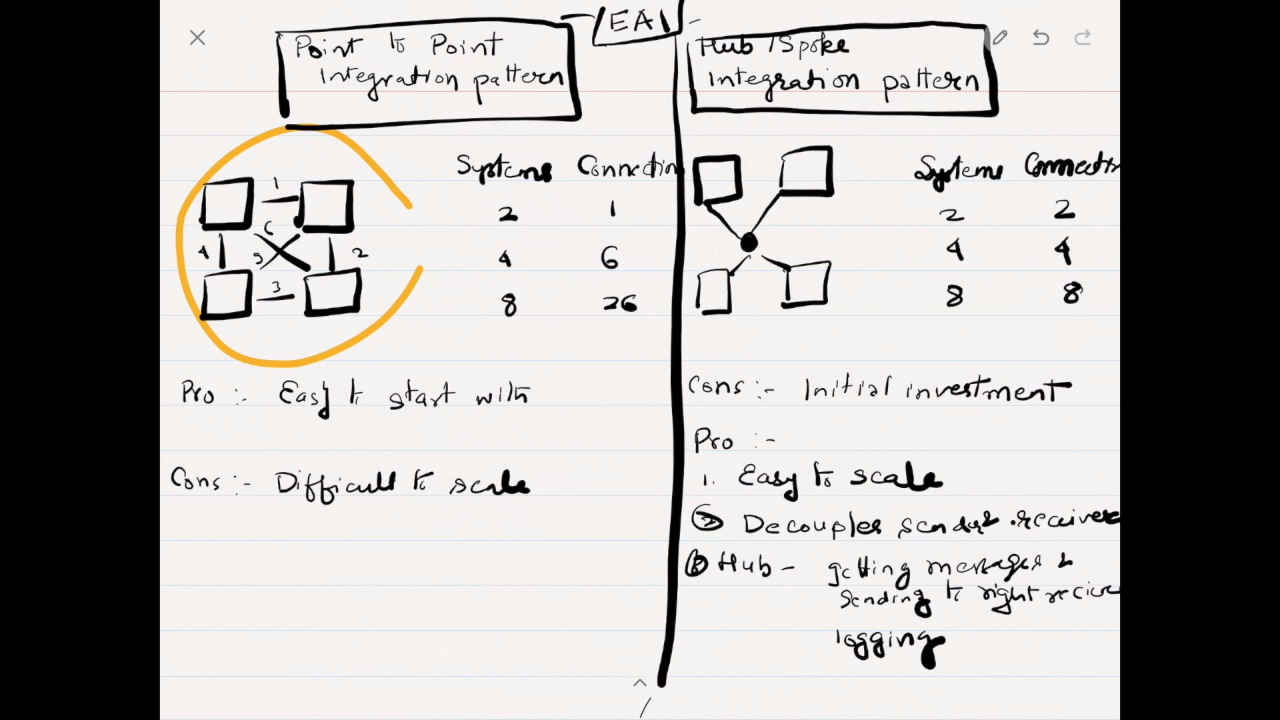 EAI
Point to Point
Integration pattern
1
6
4
5
2
3
Systems Connection
2 1
4 6
8 26
Pro :- Easy to start with
Cons :- Difficult to scale
Hub / Spoke
Integration pattern
Systems Connectin
2 2
4 4
8 8
Cons :- Initial investment
Pro :-
1. Easy to scale
2 Decouples sender receiver
3 Hub - getting messages &
sending to right reciever
logging